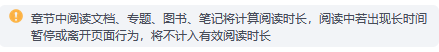 章节中阅读文档、专题、图书、笔记将计算阅读时长，阅读中若出现长时间
暂停或离开页面行为，将不计入有效阅读时长